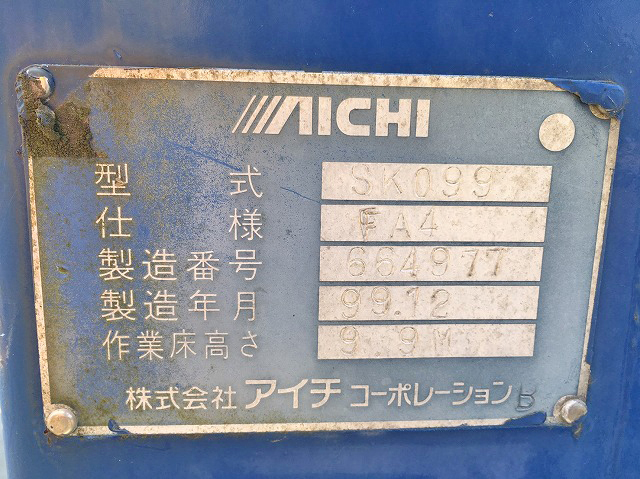 AICHI
型式 SK099
仕様 FA4
製造番号 664977
製造年月 99.12
作業床高さ 9.9M
株式会社 アイチ コーポレーション B